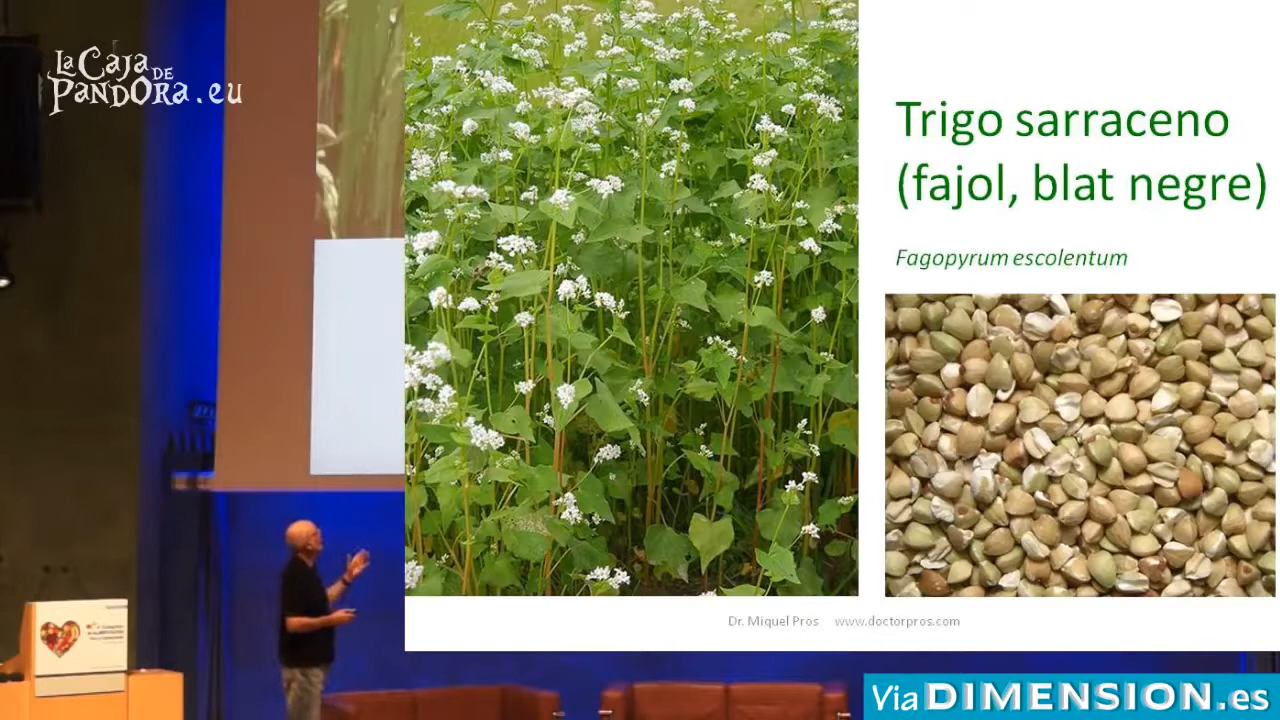 LA CAJA DE
PANDORA.eu
Trigo sarraceno
(fajol, blat negre)
Fagopyrum escolentum
Dr. Miquel Pros www.doctorpros.com
ViaDIMENSION.es